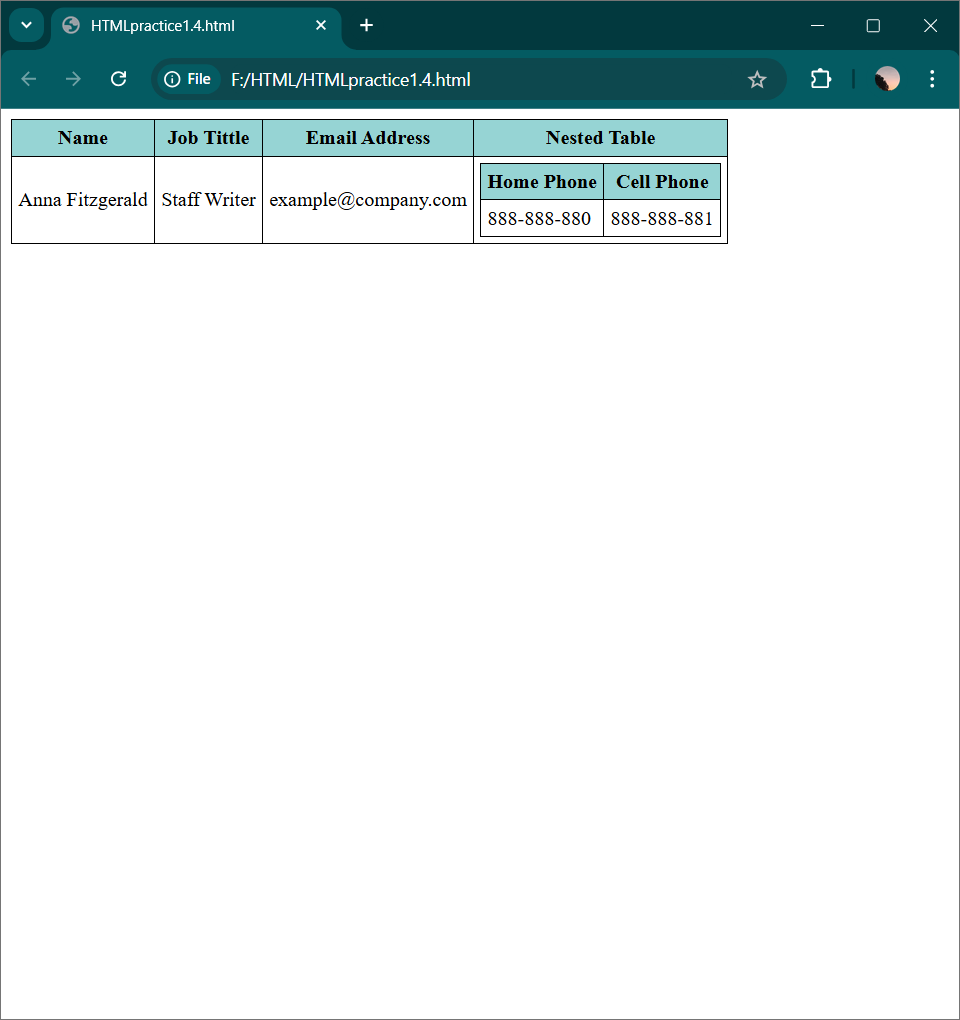 HTMLpractice1.4.html
File F:/HTML/HTMLpractice1.4.html
Name Job Tittle Email Address Nested Table
Home Phone Cell Phone
Anna Fitzgerald Staff Writer example@company.com
888-888-880 888-888-881